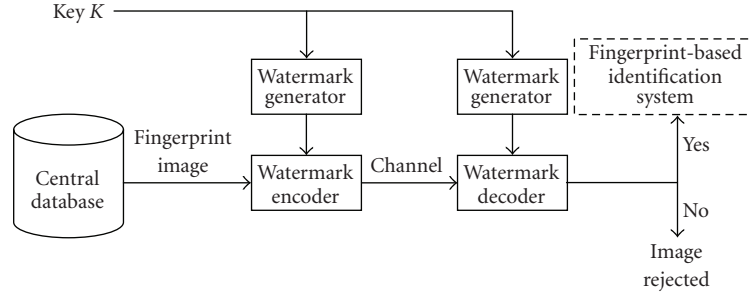 Key K
Watermark
generator
Watermark
generator
Fingerprint-based
identification
system
Central
database
Fingerprint
image
Watermark
encoder
Channel
Watermark
decoder
Yes
No
Image
rejected